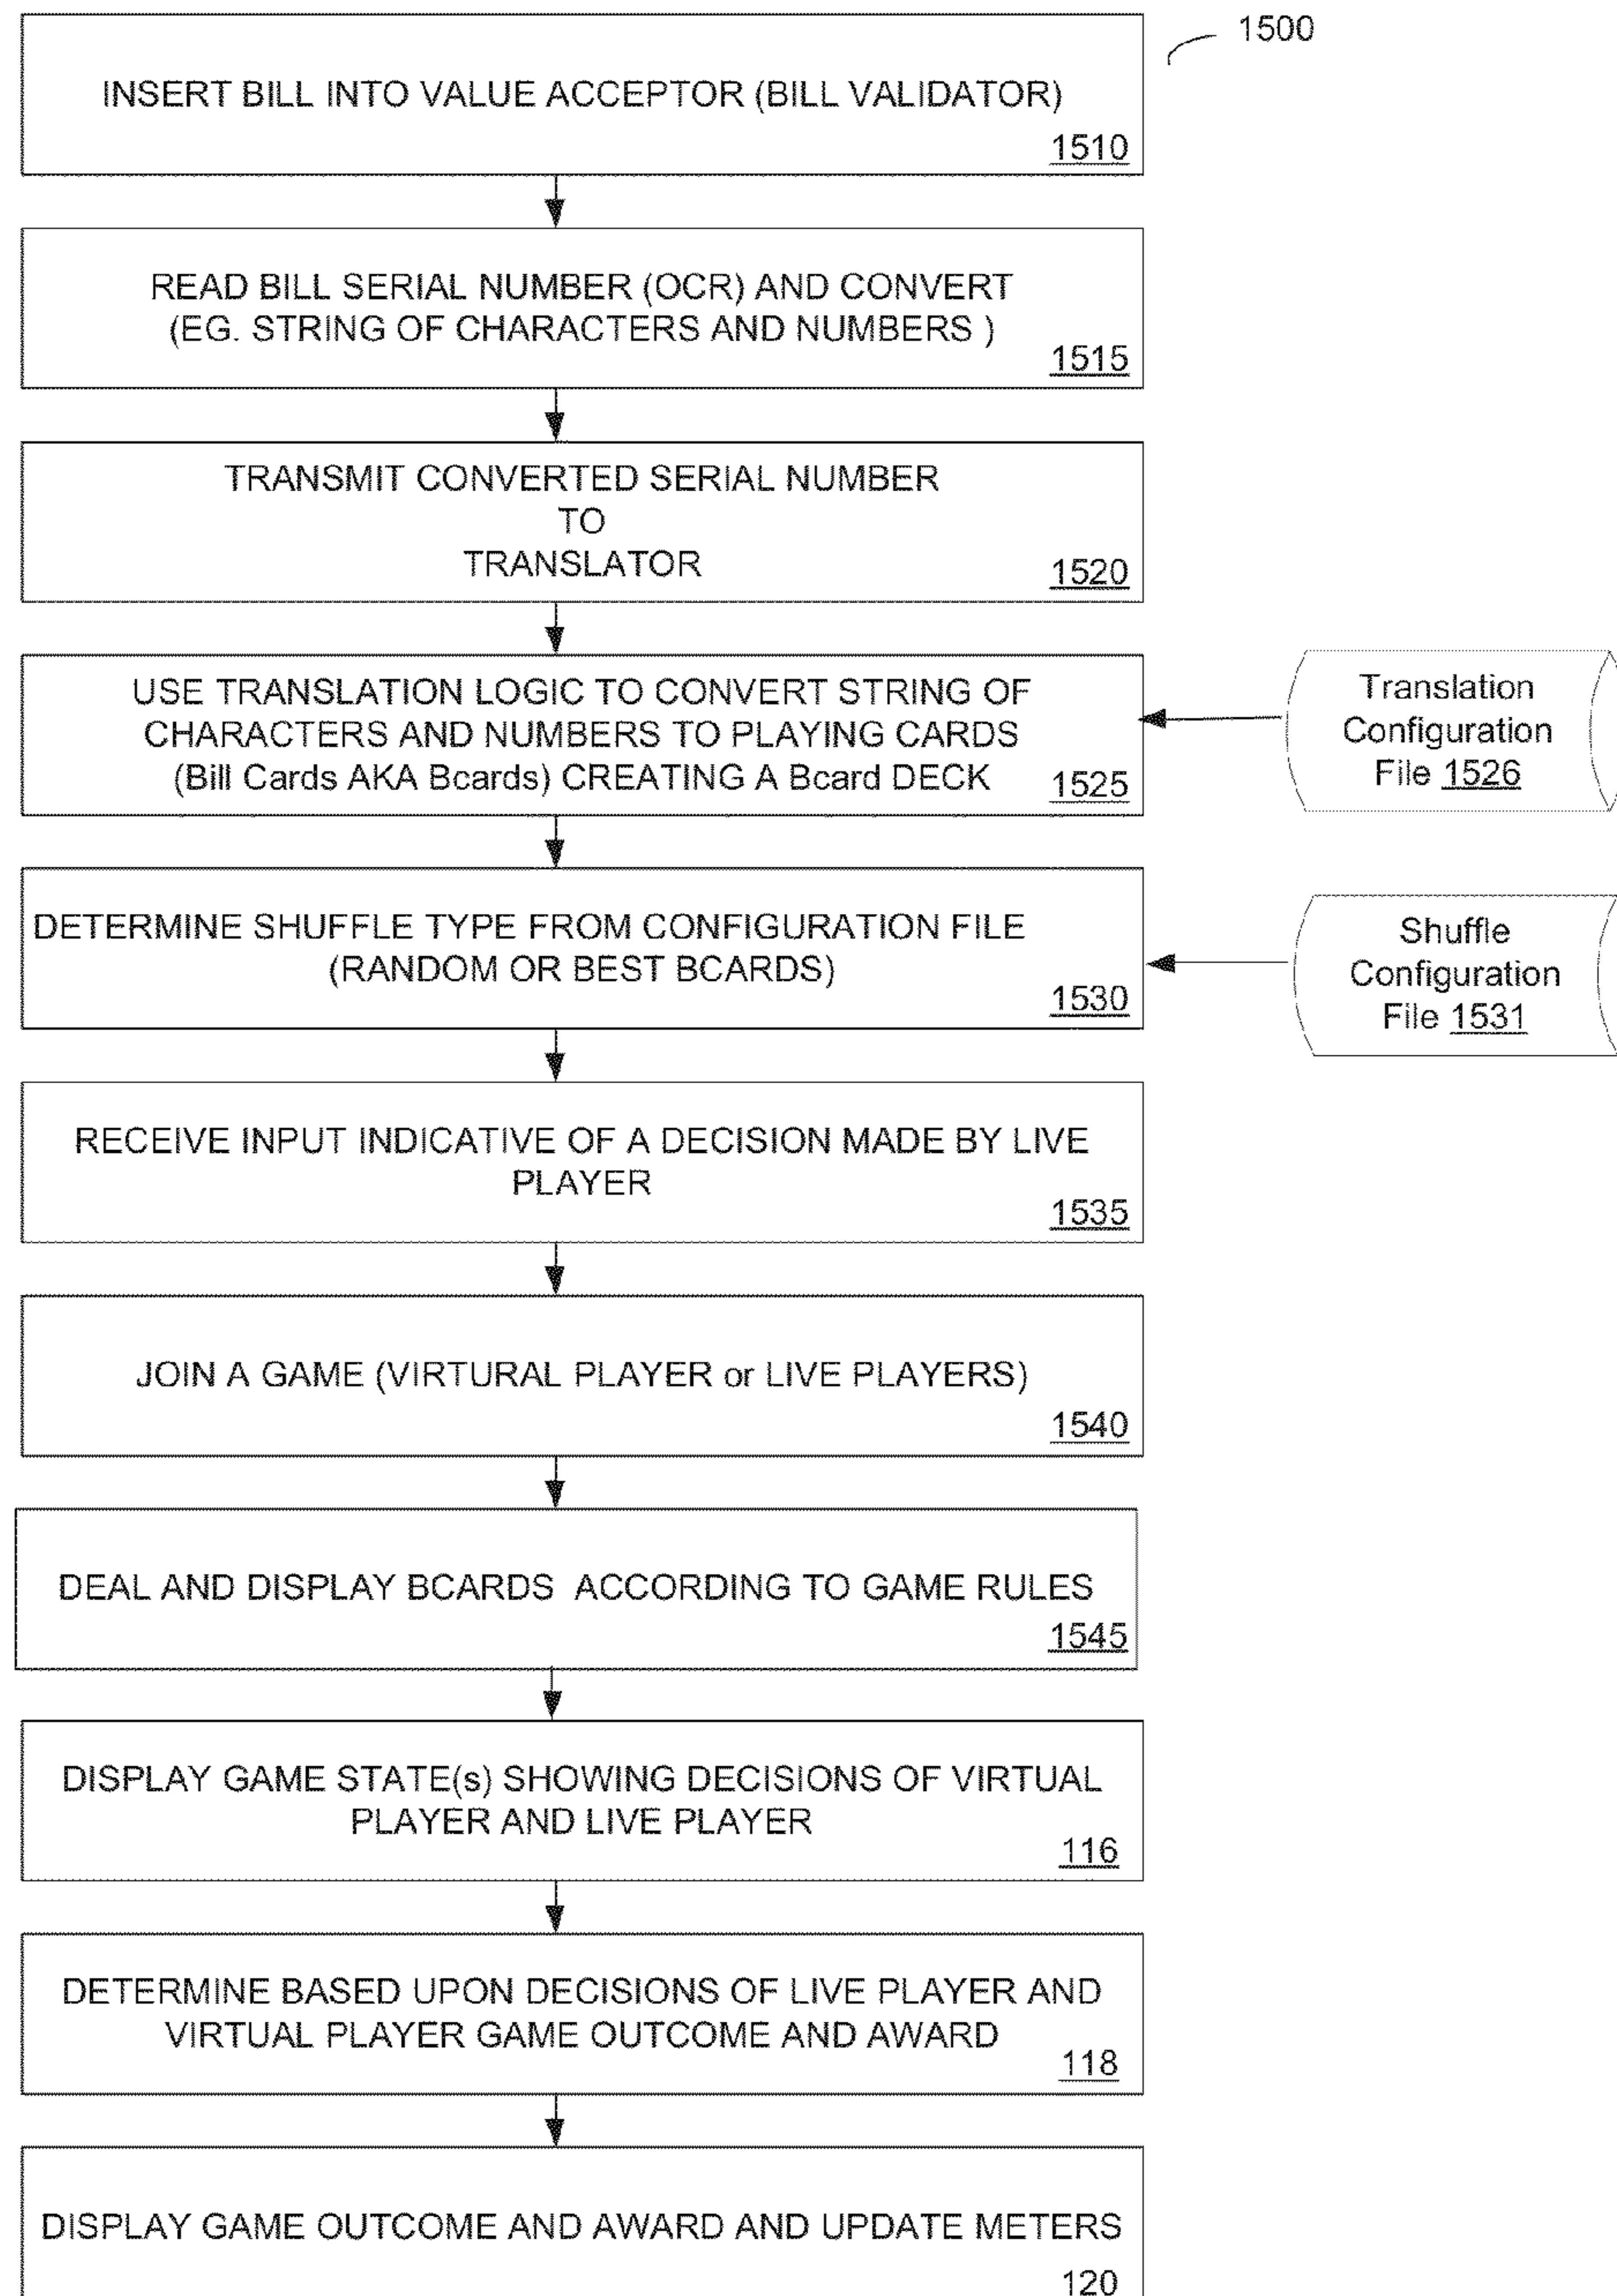 1500
INSERT BILL INTO VALUE ACCEPTOR (BILL VALIDATOR)
1510
READ BILL SERIAL NUMBER (OCR) AND CONVERT
(EG. STRING OF CHARACTERS AND NUMBERS )
1515
TRANSMIT CONVERTED SERIAL NUMBER
TO
TRANSLATOR
1520
USE TRANSLATION LOGIC TO CONVERT STRING OF
CHARACTERS AND NUMBERS TO PLAYING CARDS
(Bill Cards AKA Bcards) CREATING A Bcard DECK
1525
Translation
Configuration
File 1526
DETERMINE SHUFFLE TYPE FROM CONFIGURATION FILE
(RANDOM OR BEST BCARDS)
1530
Shuffle
Configuration
File 1531
RECEIVE INPUT INDICATIVE OF A DECISION MADE BY LIVE
PLAYER
1535
JOIN A GAME (VIRTURAL PLAYER or LIVE PLAYERS)
1540
DEAL AND DISPLAY BCARDS ACCORDING TO GAME RULES
1545
DISPLAY GAME STATE(s) SHOWING DECISIONS OF VIRTUAL
PLAYER AND LIVE PLAYER
116
DETERMINE BASED UPON DECISIONS OF LIVE PLAYER AND
VIRTUAL PLAYER GAME OUTCOME AND AWARD
118
DISPLAY GAME OUTCOME AND AWARD AND UPDATE METERS
120